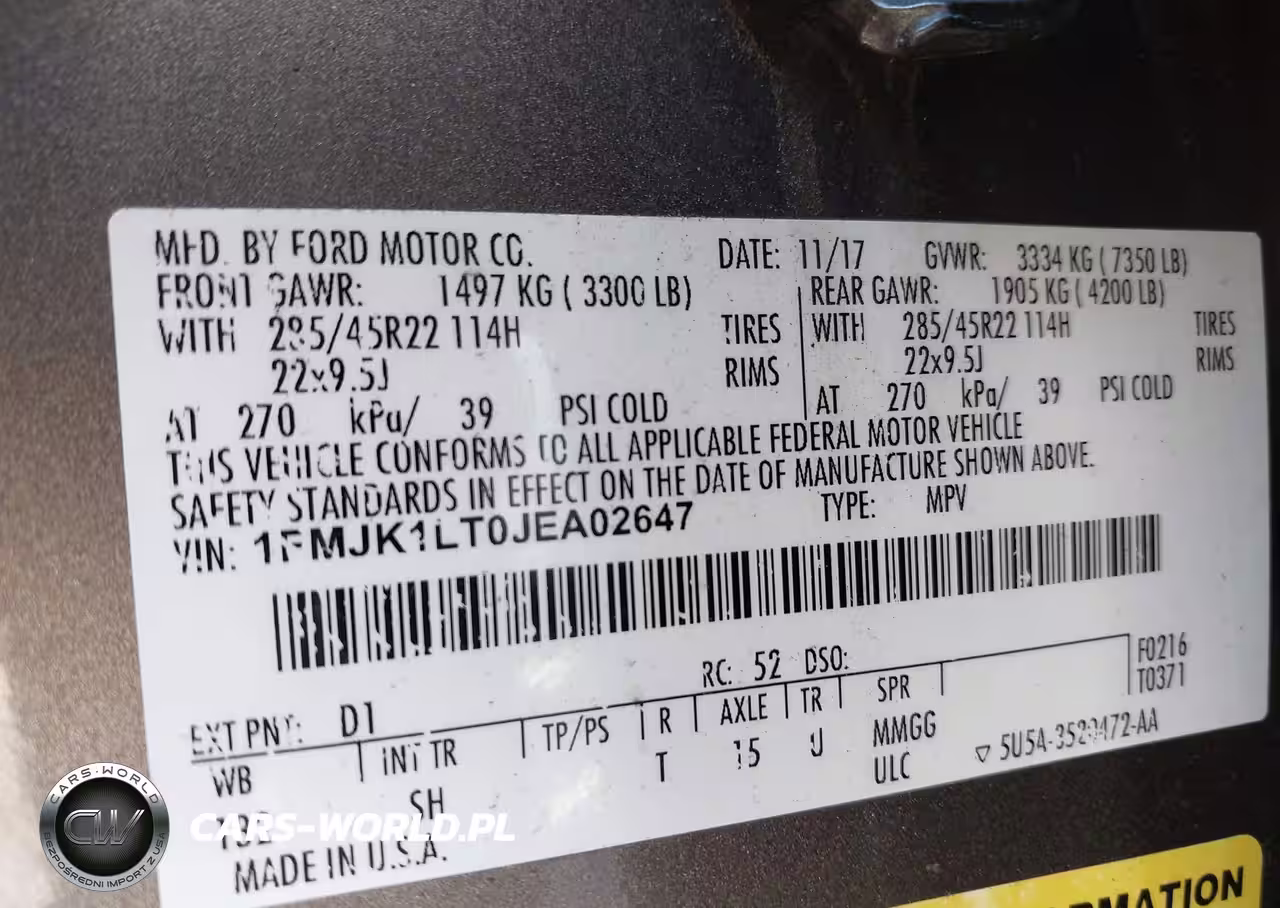 MFD. BY FORD MOTOR CO. DATE: 11/17 GVWR: 3334 KG ( 7350 LB)
FRONT GAWR: 1497 KG ( 3300 LB) REAR GAWR: 1905 KG ( 4200 LB)
WITH 285/45R22 114H TIRES WITH 285/45R22 114H TIRES
22x9.5J RIMS 22x9.5J RIMS
AT 270 kPa/ 39 PSI COLD AT 270 kPa/ 39 PSI COLD
THIS VEHICLE CONFORMS TO ALL APPLICABLE FEDERAL MOTOR VEHICLE
SAFETY STANDARDS IN EFFECT ON THE DATE OF MANUFACTURE SHOWN ABOVE.
VIN: 1FMJK1LT0JEA02647 TYPE: MPV
RC: 52 DSO: F0216
T0371
EXT PNT: D1
WB INT TR TP/PS R AXLE TR SPR
SH T 15 U MMGG
ULC ▽ 5U5A-3520472-AA
MADE IN U.S.A.
CARS-WORLD
CW
BEZPOŚREDNI IMPORT Z USA
CARS-WORLD.PL
RMATION